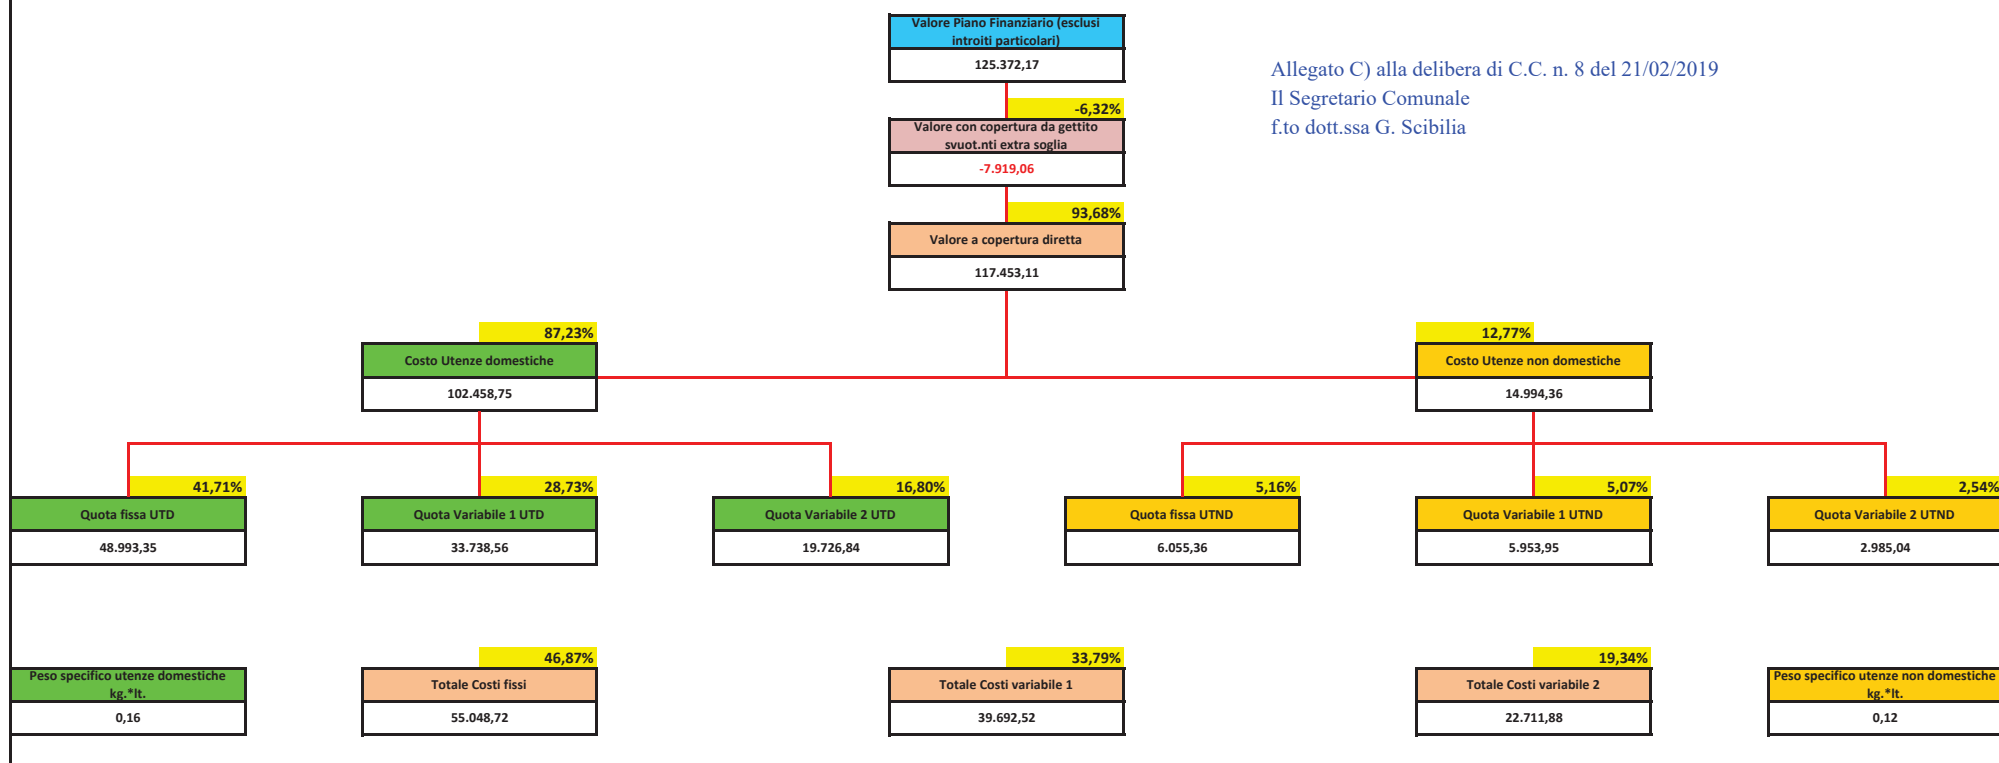 Valore Piano Finanziario (esclusi
introiti particolari)
125.372,17
Allegato C) alla delibera di C.C. n. 8 del 21/02/2019
Il Segretario Comunale
f.to dott.ssa G. Scibilia
-6,32%
Valore con copertura da gettito
svuot.nti extra soglia
-7.919,06
93,68%
Valore a copertura diretta
117.453,11
87,23%
12,77%
Costo Utenze domestiche
Costo Utenze non domestiche
102.458,75
14.994,36
41,71%
28,73%
16,80%
5,16%
5,07%
2,54%
Quota fissa UTD
Quota Variabile 1 UTD
Quota Variabile 2 UTD
Quota fissa UTND
Quota Variabile 1 UTND
Quota Variabile 2 UTND
48.993,35
33.738,56
19.726,84
6.055,36
5.953,95
2.985,04
46,87%
33,79%
19,34%
Peso specifico utenze domestiche
kg.*lt.
Totale Costi fissi
Totale Costi variabile 1
Totale Costi variabile 2
Peso specifico utenze non domestiche
kg.*lt.
0,16
55.048,72
39.692,52
22.711,88
0,12